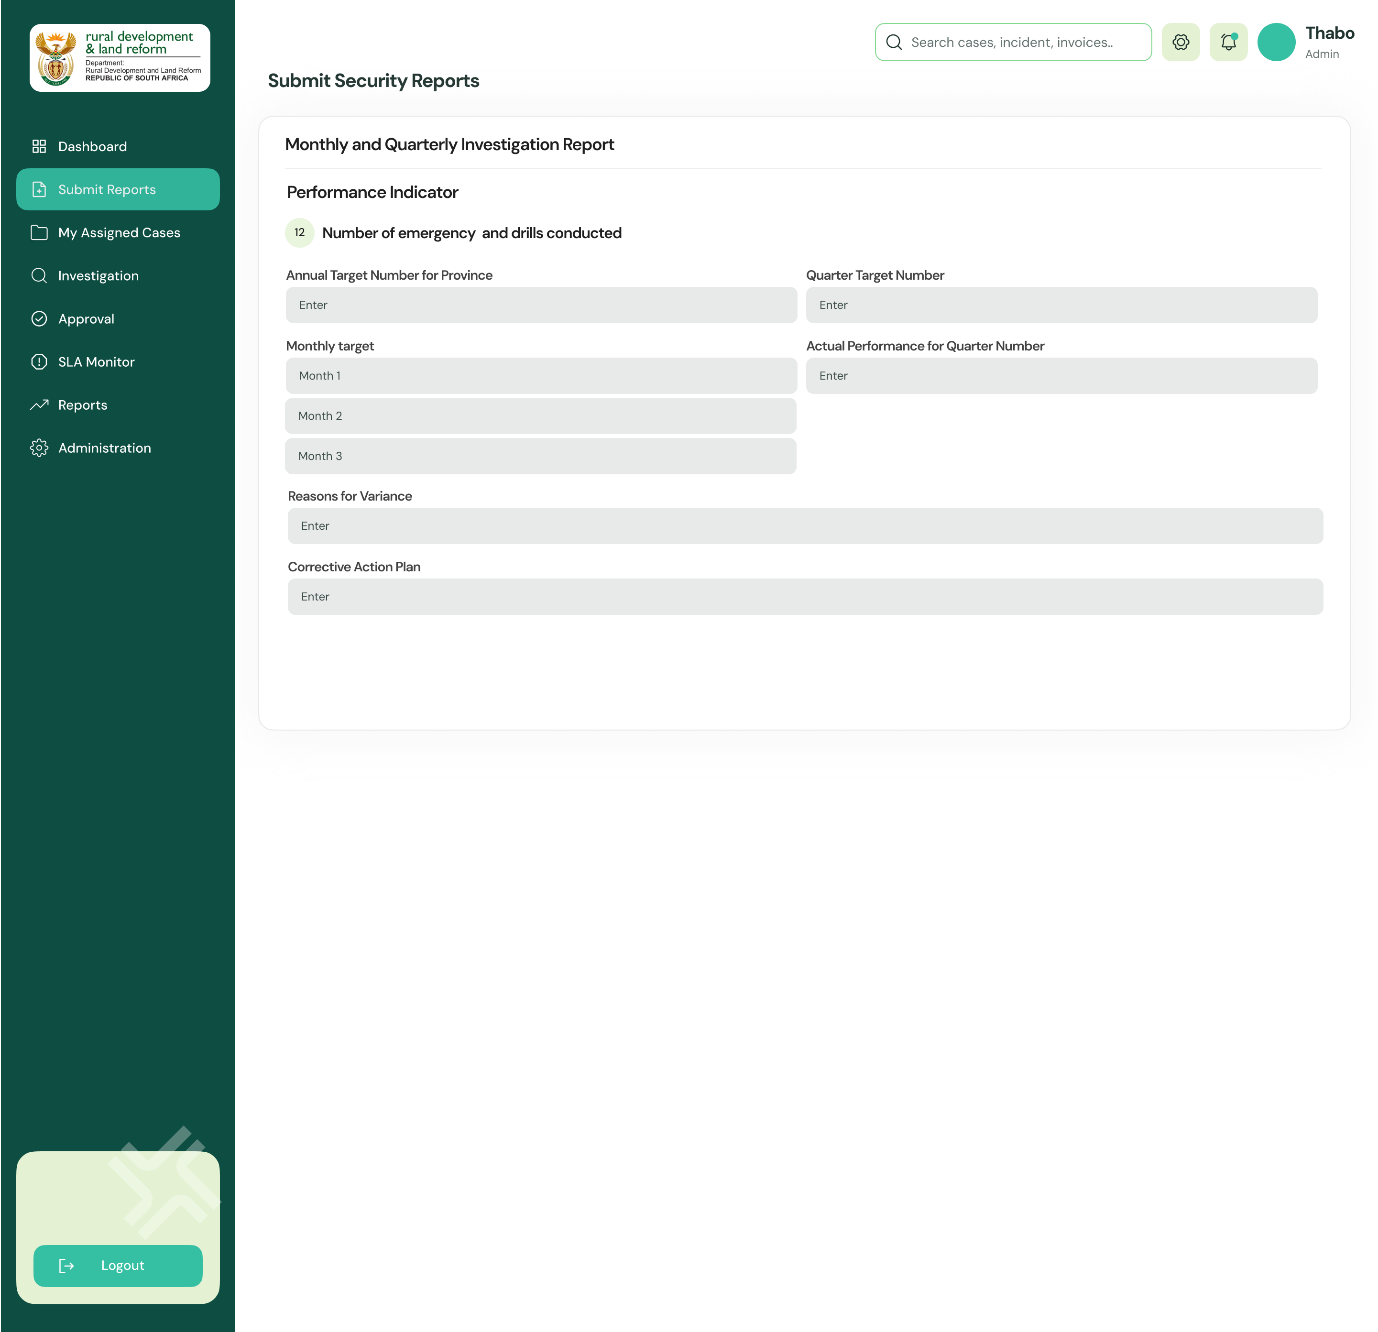 rural development
& land reform
Department:
Rural Development and Land Reform
REPUBLIC OF SOUTH AFRICA
Dashboard
Submit Reports
My Assigned Cases
Investigation
Approval
SLA Monitor
Reports
Administration
Logout
Search cases, incident, invoices..
Thabo
Admin
Submit Security Reports
Monthly and Quarterly Investigation Report
Performance Indicator
12 Number of emergency  and drills conducted
Annual Target Number for Province
Enter
Quarter Target Number
Enter
Monthly target
Month 1
Month 2
Month 3
Actual Performance for Quarter Number
Enter
Reasons for Variance
Enter
Corrective Action Plan
Enter